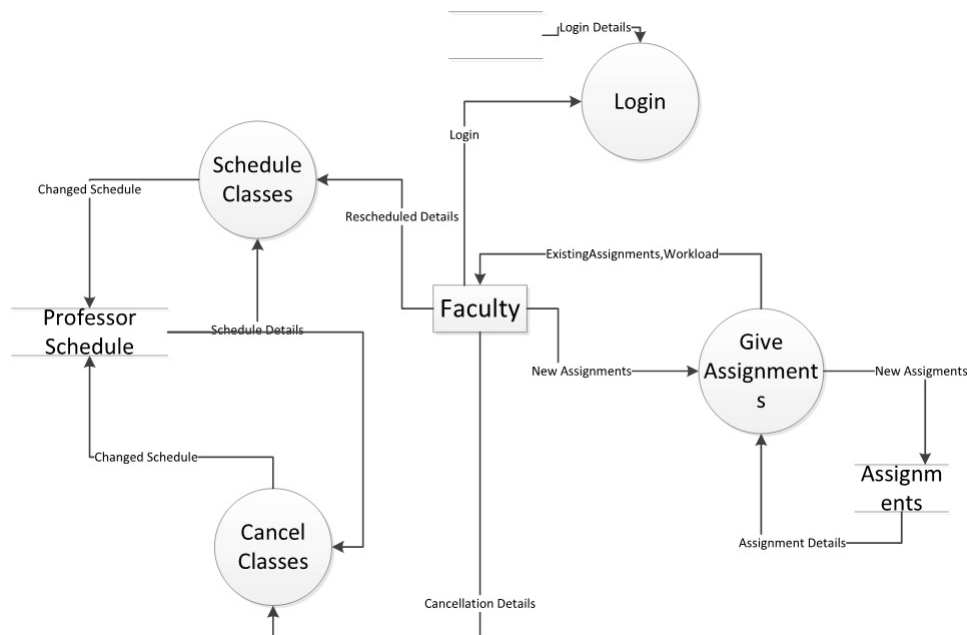 Login Details
Login
Login
Schedule
Classes
Changed Schedule
Rescheduled Details
ExistingAssignments,Workload
Faculty
Professor
Schedule
Schedule Details
Give
Assignment
s
New Assignments
New Assigments
Changed Schedule
Assignm
ents
Cancel
Classes
Assignment Details
Cancellation Details